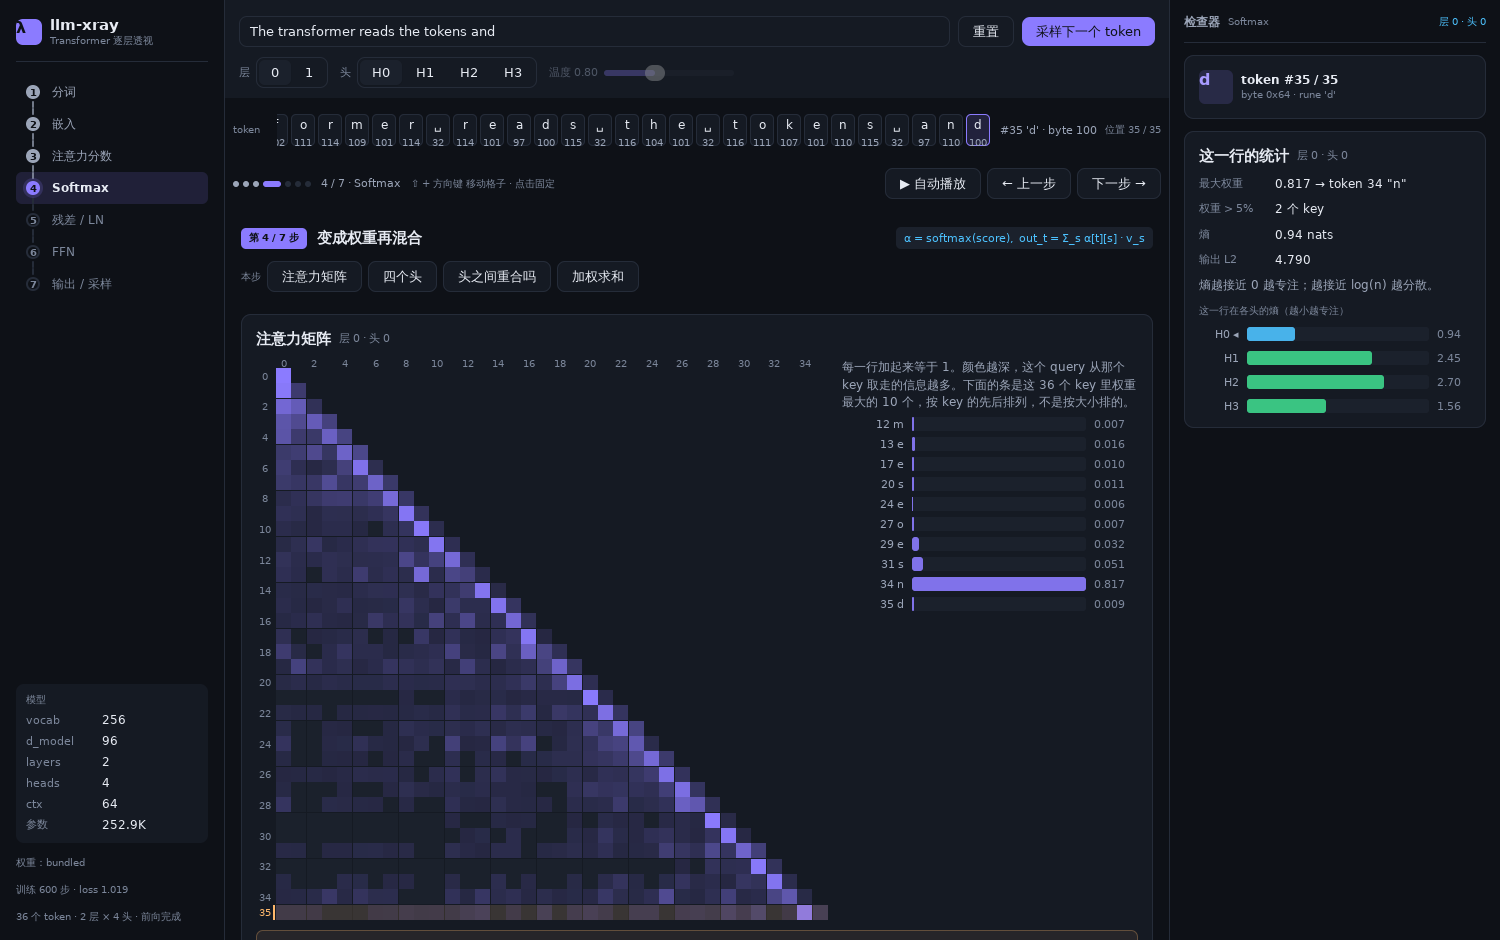 λ
llm-xray
Transformer 逐层透视
1 分词
2 嵌入
3 注意力分数
4 Softmax
5 残差 / LN
6 FFN
7 输出 / 采样
模型
vocab 256
d_model 96
layers 2
heads 4
ctx 64
参数 252.9K
权重：bundled
训练 600 步 · loss 1.019
36 个 token · 2 层 × 4 头 · 前向完成
The transformer reads the tokens and
重置
采样下一个 token
层 0 1 头 H0 H1 H2 H3 温度 0.80
token o r m e r ␣ r e a d s ␣ t h e ␣ t o k e n s ␣ a n d #35 'd' · byte 100 位置 35 / 35
111 114 109 101 114 32 114 101 97 100 115 32 116 104 101 32 116 111 107 101 110 115 32 97 110 100
4 / 7 · Softmax ⇧ + 方向键 移动格子 · 点击固定
▶ 自动播放 ← 上一步 下一步 →
第 4 / 7 步 变成权重再混合 α = softmax(score), out_t = Σ_s α[t][s] · v_s
本步 注意力矩阵 四个头 头之间重合吗 加权求和
注意力矩阵 层 0 · 头 0
0 2 4 6 8 10 12 14 16 18 20 22 24 26 28 30 32 34
0
2
4
6
8
10
12
14
16
18
20
22
24
26
28
30
32
34
35
每一行加起来等于 1。颜色越深，这个 query 从那个
key 取走的信息越多。下面的条是这 36 个 key 里权重
最大的 10 个，按 key 的先后排列，不是按大小排的。
12 m 0.007
13 e 0.016
17 e 0.010
20 s 0.011
24 e 0.006
27 o 0.007
29 e 0.032
31 s 0.051
34 n 0.817
35 d 0.009
检查器 Softmax 层 0 · 头 0
d
token #35 / 35
byte 0x64 · rune 'd'
这一行的统计 层 0 · 头 0
最大权重 0.817 → token 34 "n"
权重 > 5% 2 个 key
熵 0.94 nats
输出 L2 4.790
熵越接近 0 越专注；越接近 log(n) 越分散。
这一行在各头的熵（越小越专注）
H0 ◂ 0.94
H1 2.45
H2 2.70
H3 1.56